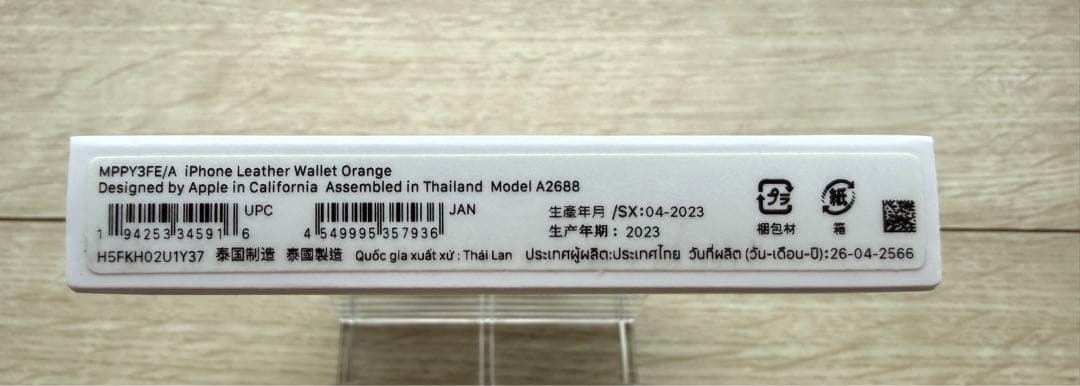 MPPY3FE/A iPhone Leather Wallet Orange
Designed by Apple in California Assembled in Thailand Model A2688
UPC
1 94253 34591 6
JAN
4 549995 357936
生產年月 /SX:04-2023
生产年期: 2023
プラ
梱包材
紙
箱
H5FKH02U1Y37 泰国制造 泰國製造 Quốc gia xuất xứ : Thái Lan ประเทศผู้ผลิต:ประเทศไทย วันที่ผลิต (วัน-เดือน-ปี):26-04-2566